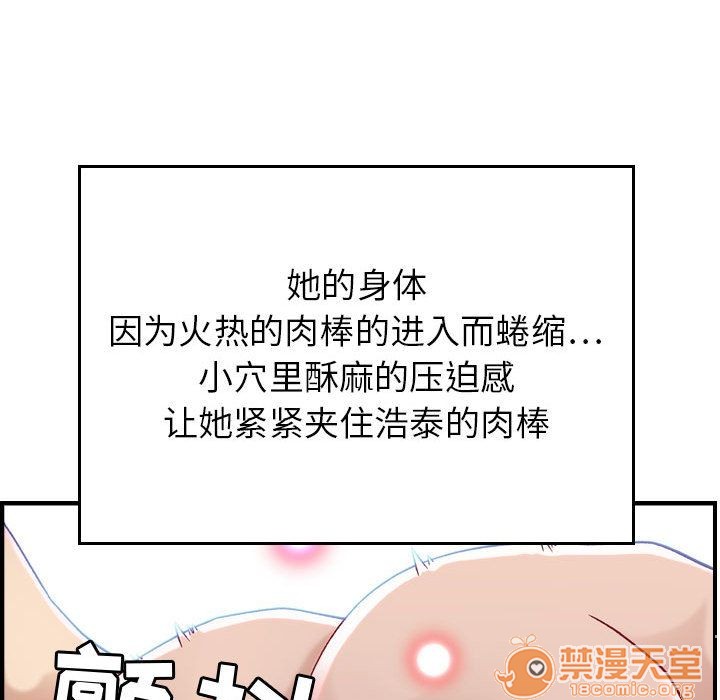 她的身体
因为火热的肉棒的进入而蜷缩...
小穴里酥麻的压迫感
让她紧紧夹住浩泰的肉棒
颤抖
禁漫天堂
18comic.org